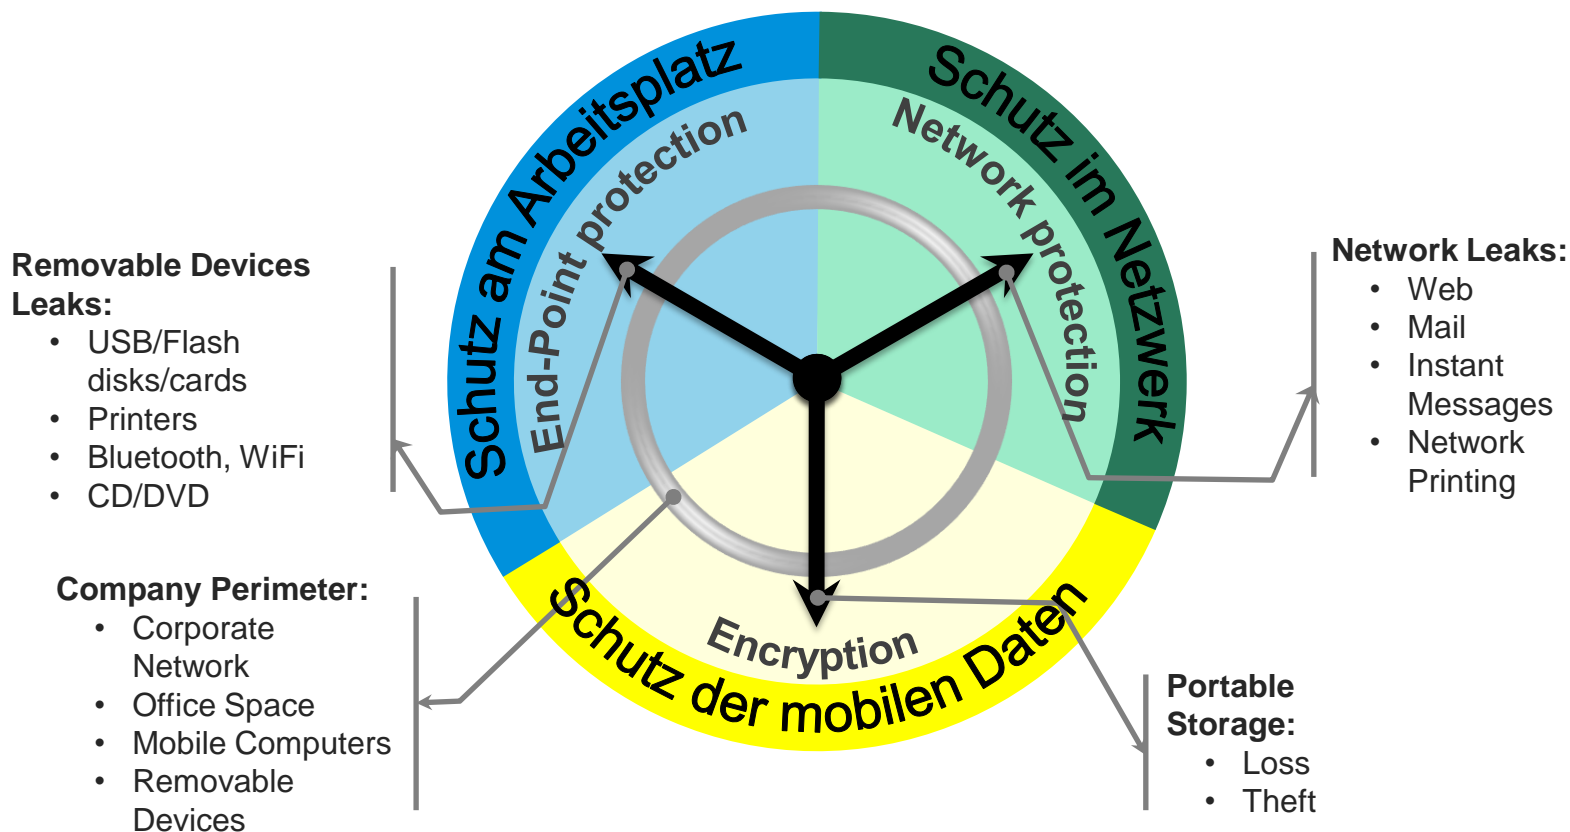 Schutz am Arbeitsplatz
Schutz im Netzwerk
End-Point protection
Network protection
Removable Devices
Leaks:
• USB/Flash
disks/cards
• Printers
• Bluetooth, WiFi
• CD/DVD
Network Leaks:
• Web
• Mail
• Instant
Messages
• Network
Printing
Company Perimeter:
• Corporate
Network
• Office Space
• Mobile Computers
• Removable
Devices
Encryption
Schutz der mobilen Daten
Portable
Storage:
• Loss
• Theft